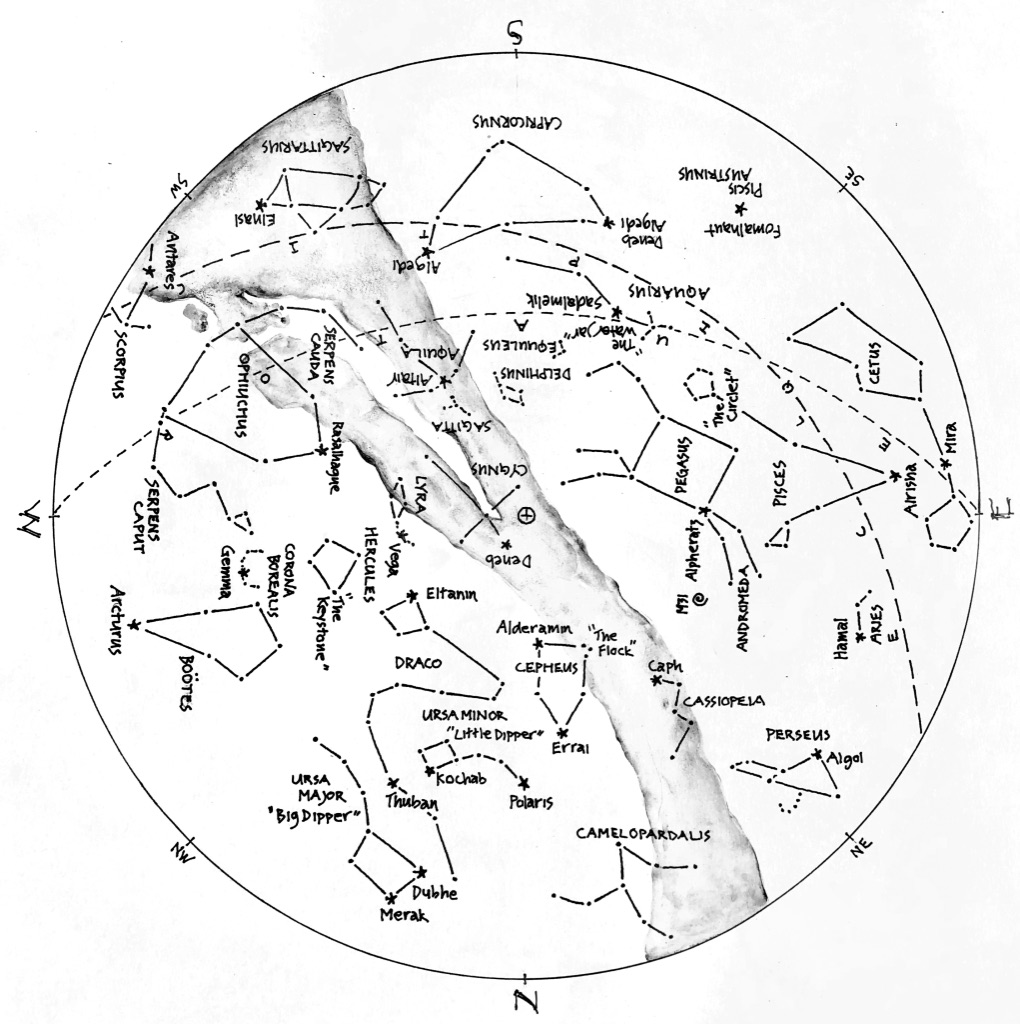 S
CAPRICORNUS
SAGITTARIUS
Elnasl
SW
Antares
Algedi
Deneb
Algedi
PISCIS
AUSTRINUS
Fomalhaut
SE
SCORPIUS
SERPENS
CAUDA
OPHIUCHUS
Rasalhague
AQUILA
Altair
SAGITTA
EQUULEUS
DELPHINUS
Sadalmelik
AQUARIUS
"The
Water Jar"
"The
Circlet"
CETUS
Mira
PEGASUS
PISCES
Alrisha
E
E Q U A T O R
E C L I P T I C
W
SERPENS
CAPUT
CYGNUS
LYRA
Vega
Deneb
HERCULES
"The
Keystone"
CORONA
BOREALIS
Gemma
Arcturus
BOÖTES
Eltanin
DRACO
Alderamin
"The
Flock"
CEPHEUS
Errai
Caph
CASSIOPEIA
Alpheratz
1991
@
ANDROMEDA
Hamal
ARIES
PERSEUS
Algol
URSA MINOR
"Little Dipper"
Kochab
Polaris
Thuban
URSA
MAJOR
"Big Dipper"
Dubhe
Merak
CAMELOPARDALIS
NW
NE
N